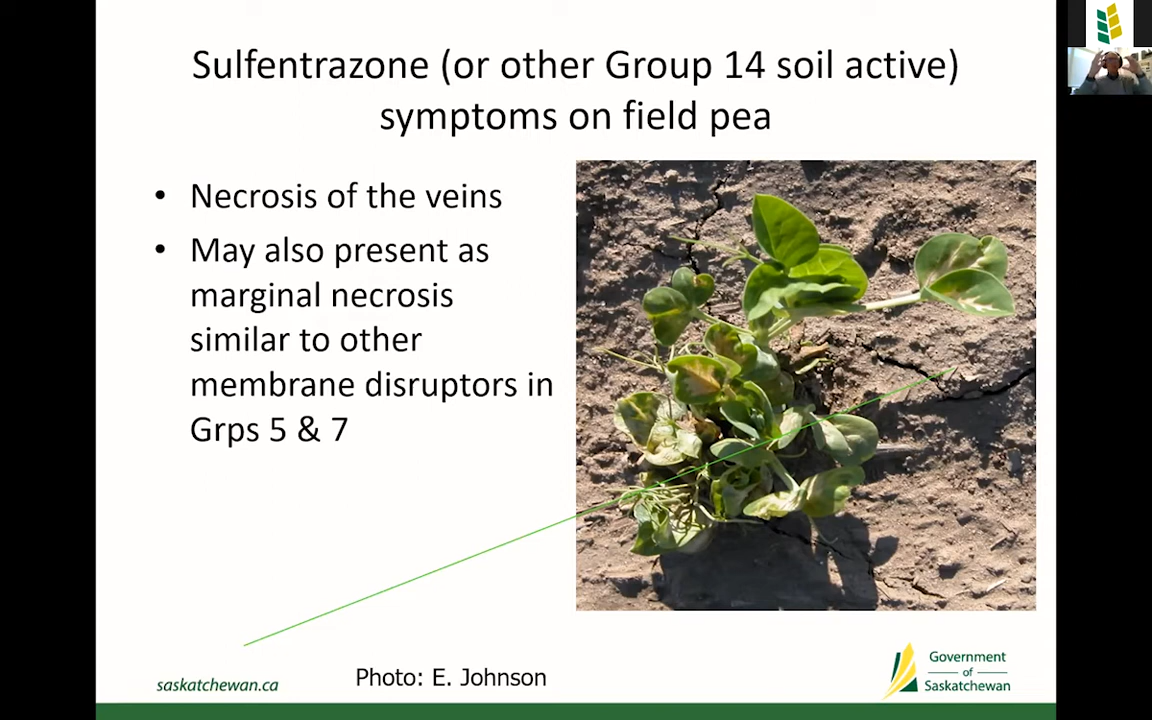 Sulfentrazone (or other Group 14 soil active)
symptoms on field pea
• Necrosis of the veins
• May also present as
marginal necrosis
similar to other
membrane disruptors in
Grps 5 & 7
saskatchewan.ca
Photo: E. Johnson
Government
of
Saskatchewan